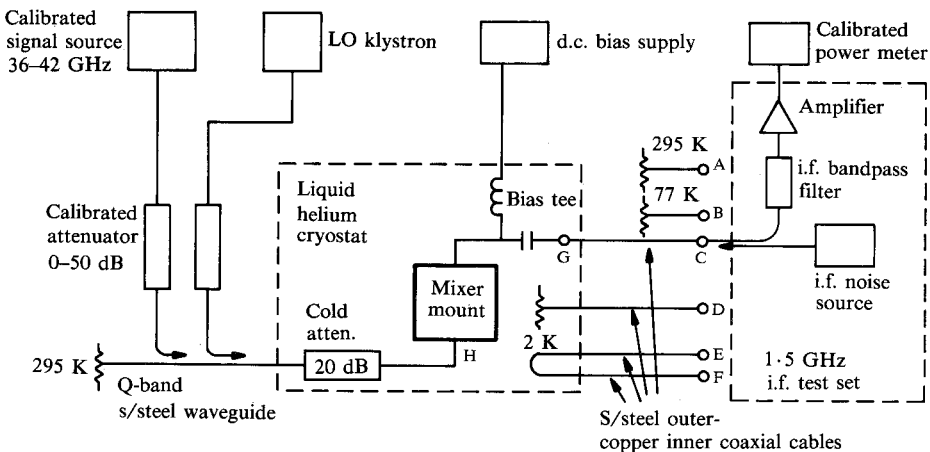 Calibrated
signal source
36–42 GHz
LO klystron
d.c. bias supply
Calibrated
power meter
Amplifier
295 K
A
i.f. bandpass
filter
77 K
B
Liquid
helium
cryostat
Bias tee
Calibrated
attenuator
0–50 dB
G
C
i.f. noise
source
Mixer
mount
Cold
atten.
D
20 dB
H
2 K
E
F
1·5 GHz
i.f. test set
295 K
Q-band
s/steel waveguide
S/steel outer-
copper inner coaxial cables